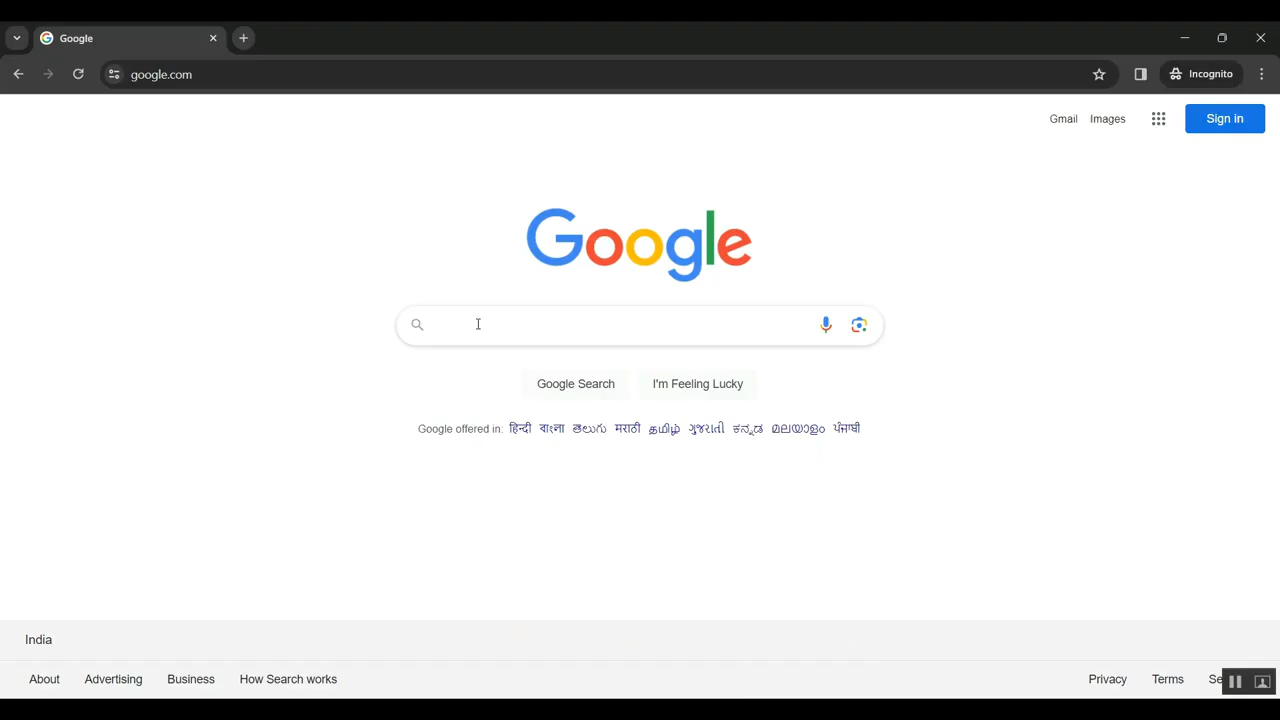 Google
google.com
Incognito
Gmail Images
Sign in
Google
Google Search I'm Feeling Lucky
Google offered in: हिन्दी বাংলা తెలుగు मराठी தமிழ் ગુજરાતી ಕನ್ನಡ മലയാളം ਪੰਜਾਬੀ
India
About Advertising Business How Search works Privacy Terms